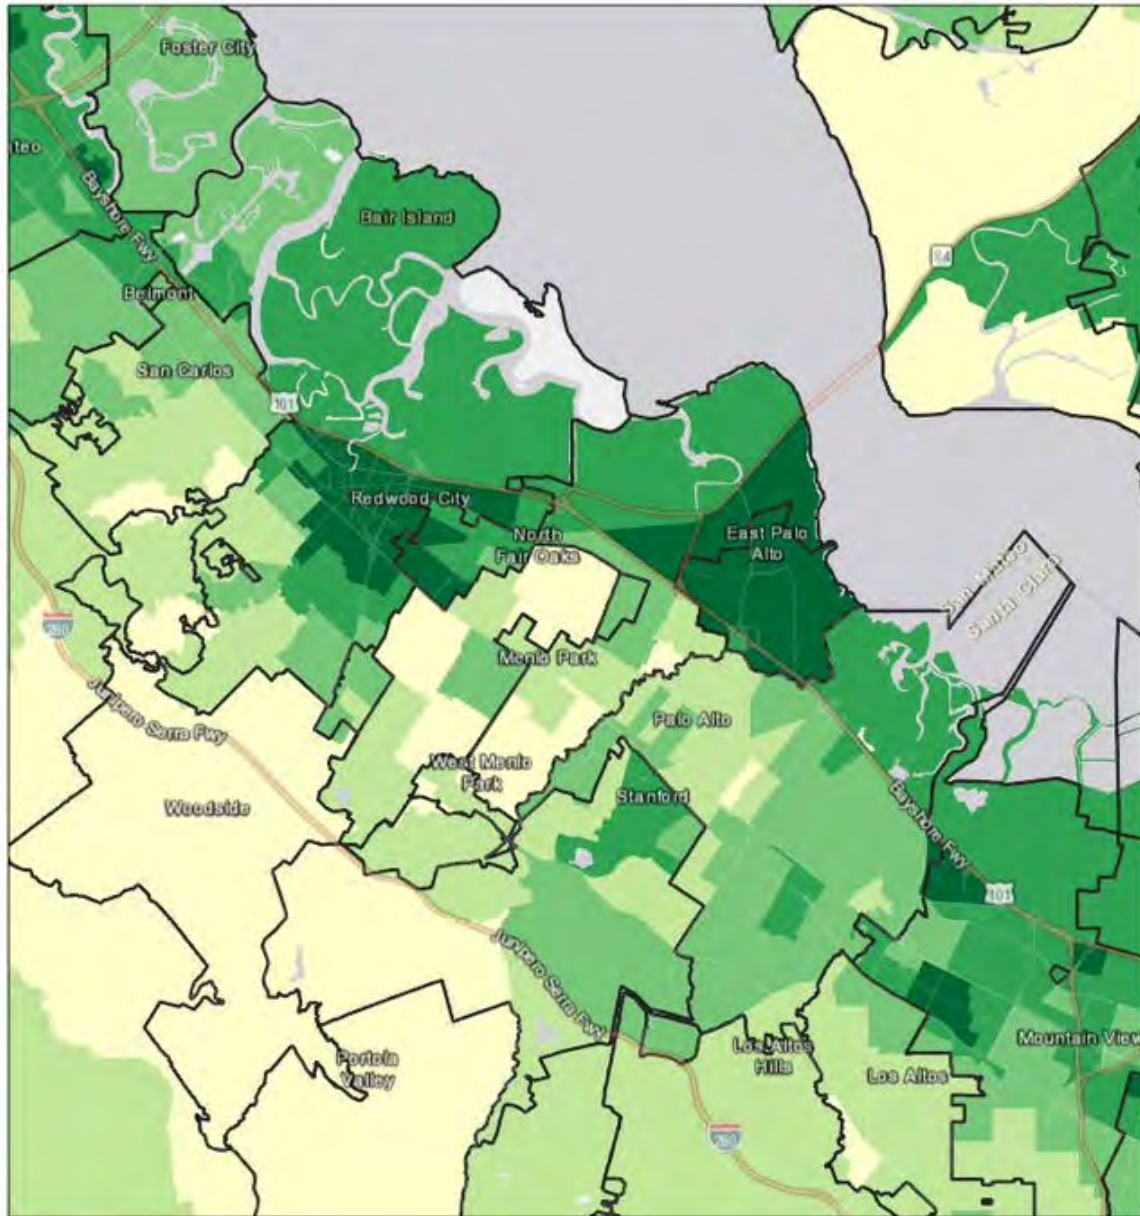 Foster City
ateo
Bayshore Fwy
Bair Island
84
Belmont
San Carlos
101
Redwood City
North
Fair Oaks
East Palo
Alto
San Mateo
Santa Clara
280
Menlo Park
Junipero Serra Fwy
Palo Alto
West Menlo
Park
Stanford
Woodside
Bayshore Fwy
101
Junipero Serra Fwy
Mountain View
Los Altos
Hills
Los Altos
Portola
Valley
280